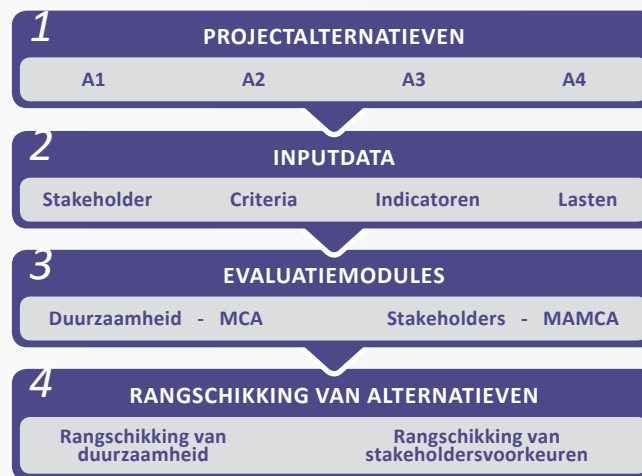 1
PROJECTALTERNATIEVEN
A1 A2 A3 A4
2
INPUTDATA
Stakeholder Criteria Indicatoren Lasten
3
EVALUATIEMODULES
Duurzaamheid - MCA Stakeholders - MAMCA
4
RANGSCHIKKING VAN ALTERNATIEVEN
Rangschikking van duurzaamheid
Rangschikking van stakeholdersvoorkeuren